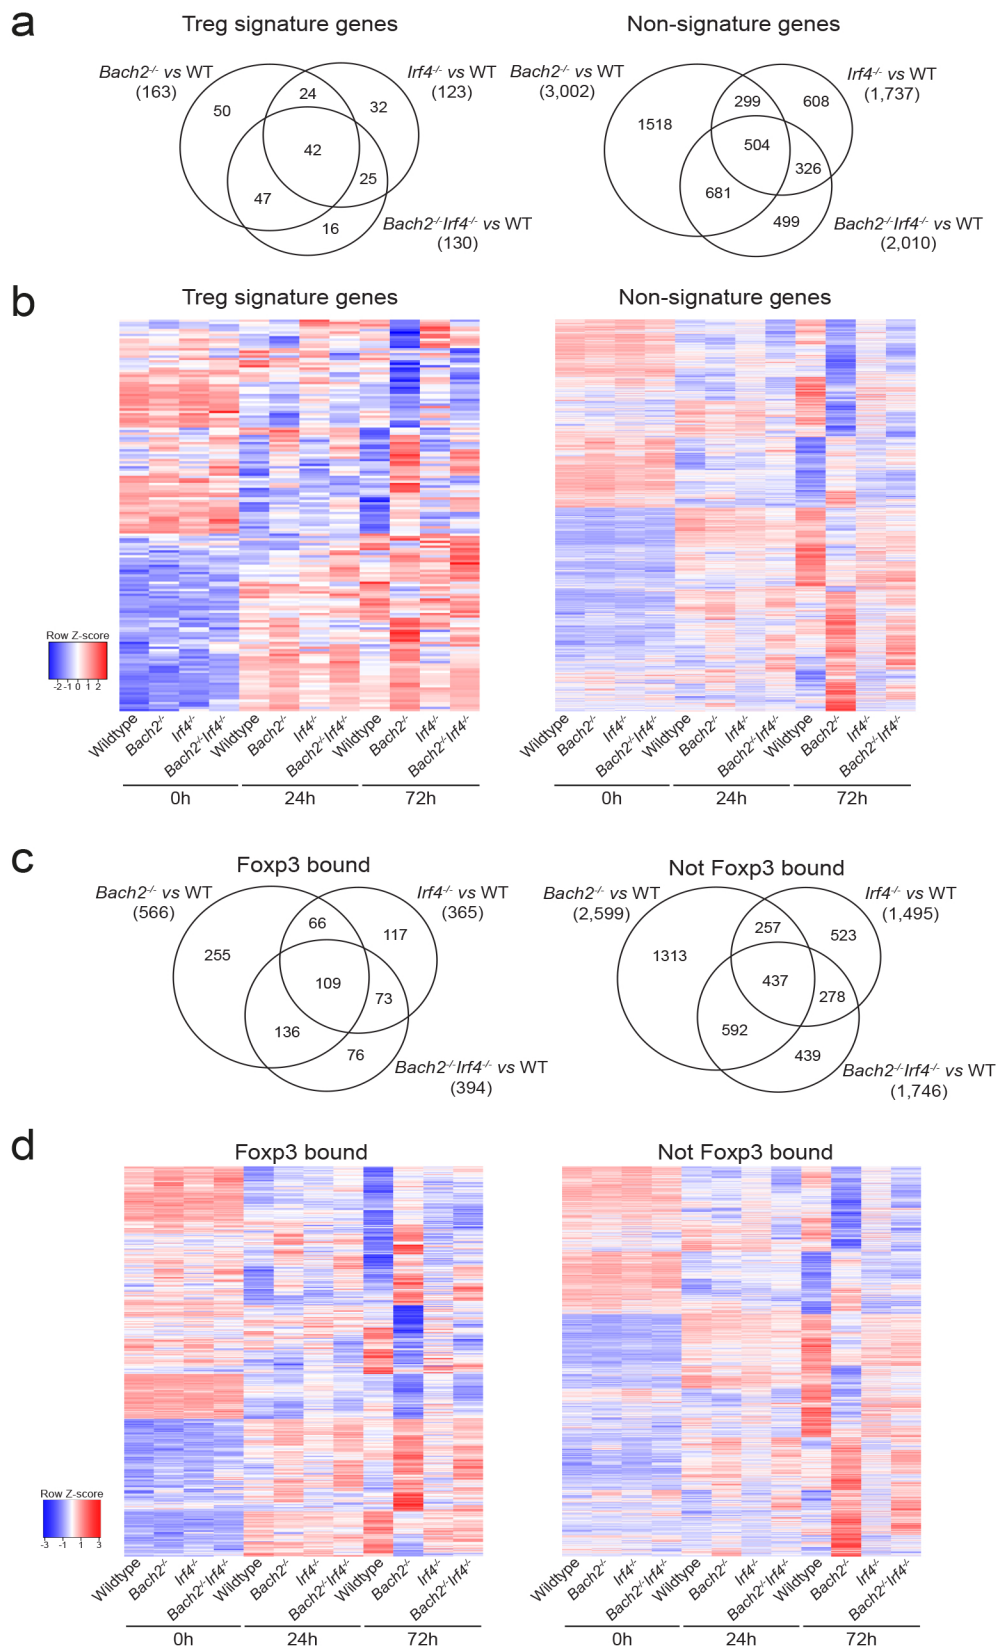 a
Treg signature genes
Non-signature genes
Bach2-/- vs WT
(163)
Irf4-/- vs WT
(123)
50
24
32
42
47
25
16
Bach2-/-Irf4-/- vs WT
(130)
Bach2-/- vs WT
(3,002)
Irf4-/- vs WT
(1,737)
1518
299
608
504
681
326
499
Bach2-/-Irf4-/- vs WT
(2,010)
b
Treg signature genes
Non-signature genes
Row Z-score
-2 -1 0 1 2
Wildtype
Bach2-/-
Irf4-/-
Bach2-/-Irf4-/-
Wildtype
Bach2-/-
Irf4-/-
Bach2-/-Irf4-/-
Wildtype
Bach2-/-
Irf4-/-
Bach2-/-Irf4-/-
0h
24h
72h
Wildtype
Bach2-/-
Irf4-/-
Bach2-/-Irf4-/-
Wildtype
Bach2-/-
Irf4-/-
Bach2-/-Irf4-/-
Wildtype
Bach2-/-
Irf4-/-
Bach2-/-Irf4-/-
0h
24h
72h
c
Foxp3 bound
Not Foxp3 bound
Bach2-/- vs WT
(566)
Irf4-/- vs WT
(365)
255
66
117
109
136
73
76
Bach2-/-Irf4-/- vs WT
(394)
Bach2-/- vs WT
(2,599)
Irf4-/- vs WT
(1,495)
1313
257
523
437
592
278
439
Bach2-/-Irf4-/- vs WT
(1,746)
d
Foxp3 bound
Not Foxp3 bound
Row Z-score
-3 -1 1 3
Wildtype
Bach2-/-
Irf4-/-
Bach2-/-Irf4-/-
Wildtype
Bach2-/-
Irf4-/-
Bach2-/-Irf4-/-
Wildtype
Bach2-/-
Irf4-/-
Bach2-/-Irf4-/-
0h
24h
72h
Wildtype
Bach2-/-
Irf4-/-
Bach2-/-Irf4-/-
Wildtype
Bach2-/-
Irf4-/-
Bach2-/-Irf4-/-
Wildtype
Bach2-/-
Irf4-/-
Bach2-/-Irf4-/-
0h
24h
72h